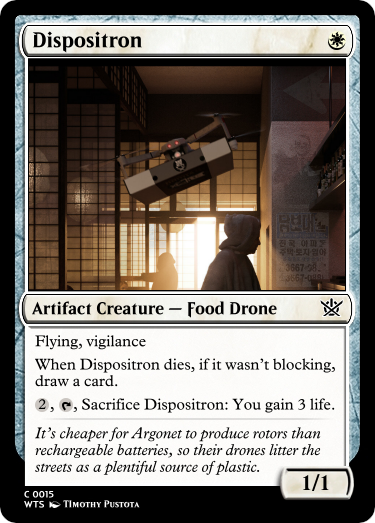 Dispositron
Artifact Creature — Food Drone
Flying, vigilance
When Dispositron dies, if it wasn't blocking,
draw a card.
2, , Sacrifice Dispositron: You gain 3 life.
It's cheaper for Argonet to produce rotors than
rechargeable batteries, so their drones litter the
streets as a plentiful source of plastic.
1/1
C 0015
WTS Timothy Pustota